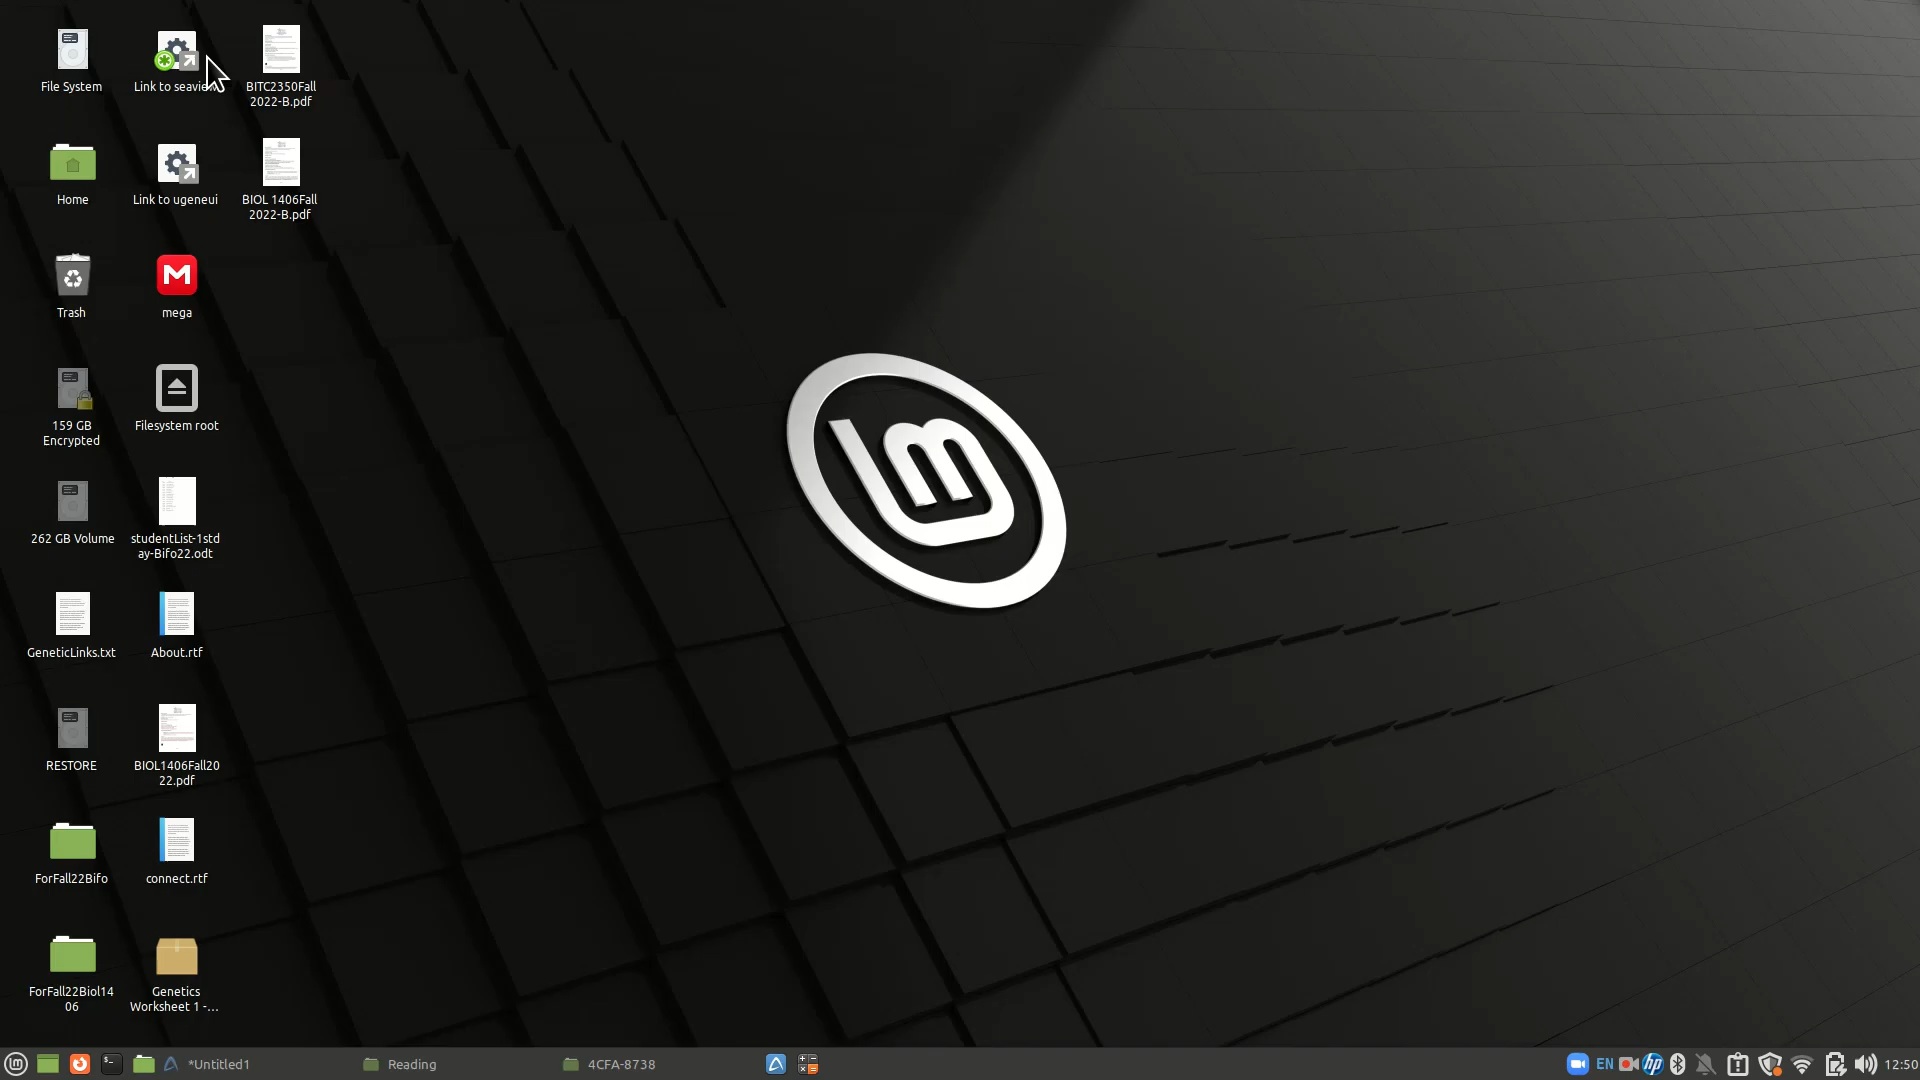 File System
Link to seaview
BITC2350Fall
2022-B.pdf
Home
Link to ugeneui
BIOL 1406Fall
2022-B.pdf
Trash
mega
159 GB
Encrypted
Filesystem root
262 GB Volume
studentList-1std
ay-Bifo22.odt
GeneticLinks.txt
About.rtf
RESTORE
BIOL1406Fall20
22.pdf
ForFall22Bifo
connect.rtf
ForFall22Biol14
06
Genetics
Worksheet 1 -...
*Untitled1
Reading
4CFA-8738
EN
hp
12:50